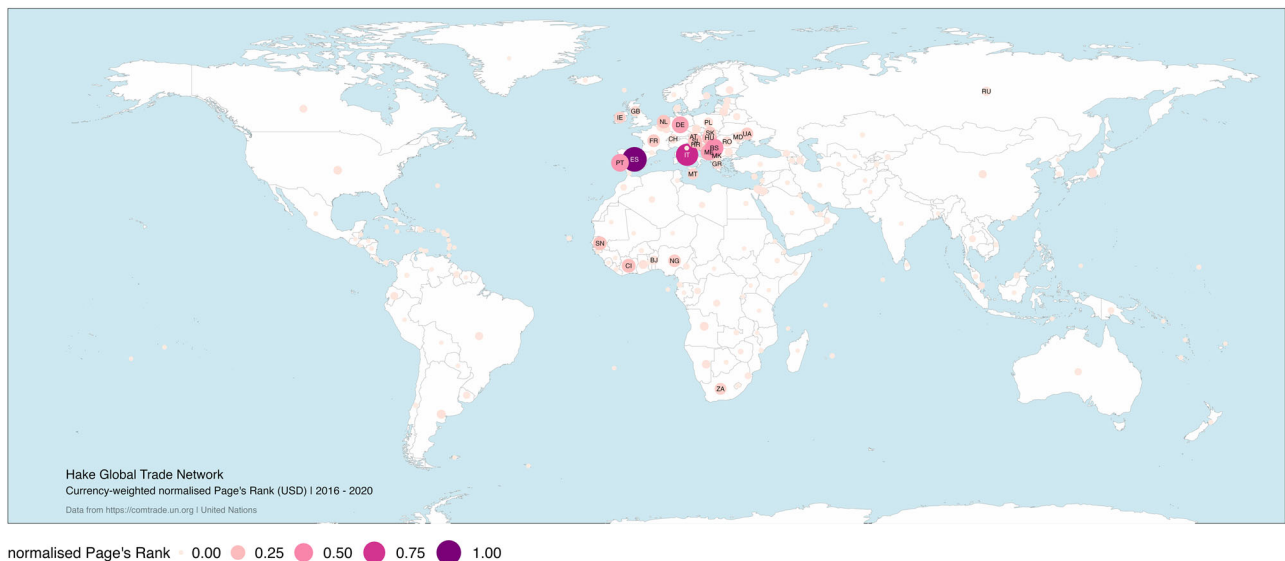 RU
GB
IE
NL
DE
PL
UA
SK
AT
HU
MD
FR
CH
RO
HR
RS
IT
ME
MK
ES
PT
GR
MT
SN
CI
BJ
NG
ZA
Hake Global Trade Network
Currency-weighted normalised Page's Rank (USD) I 2016 - 2020
Data from https://comtrade.un.org I United Nations
normalised Page's Rank 0.00 0.25 0.50 0.75 1.00